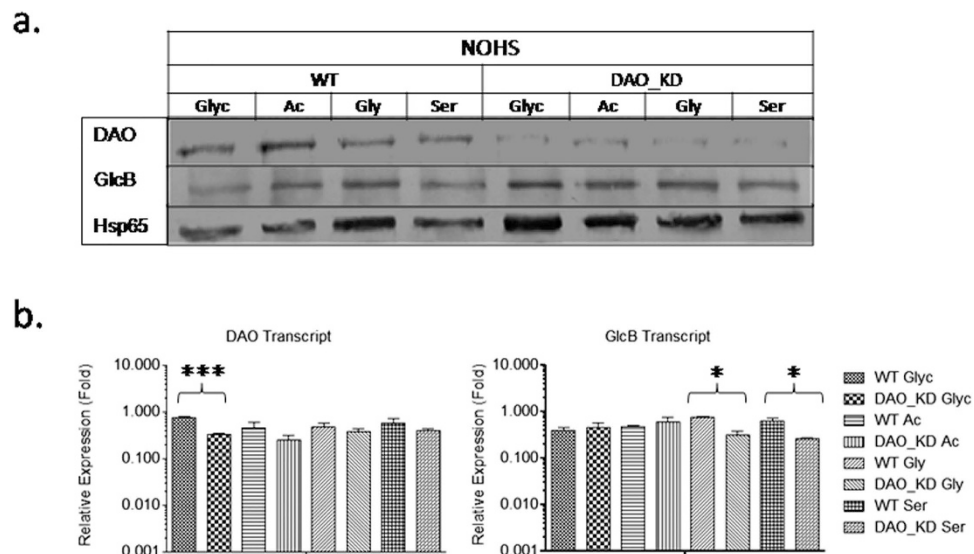 a.
NOHS
WT DAO_KD
Glyc Ac Gly Ser Glyc Ac Gly Ser
DAO
GlcB
Hsp65
b.
DAO Transcript
Relative Expression (Fold)
10.000
1.000
0.100
0.010
0.001
***
GlcB Transcript
Relative Expression (Fold)
10.000
1.000
0.100
0.010
0.001
* *
WT Glyc
DAO_KD Glyc
WT Ac
DAO_KD Ac
WT Gly
DAO_KD Gly
WT Ser
DAO_KD Ser